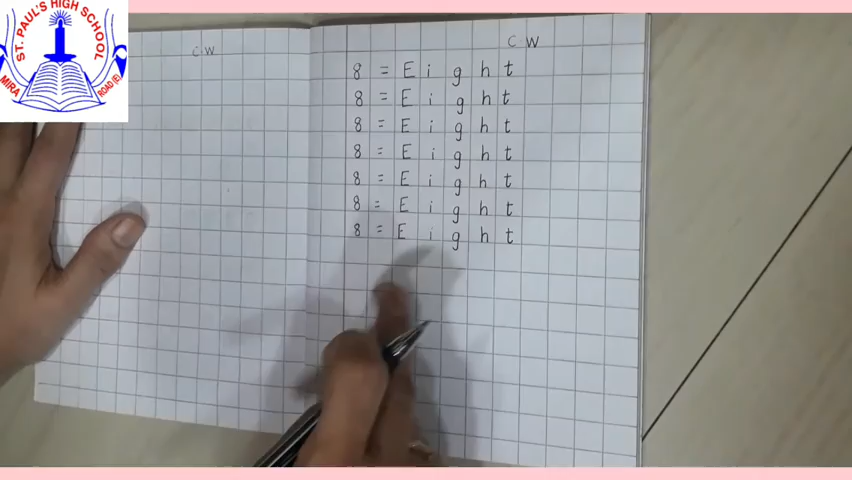 ST. PAUL'S HIGH SCHOOL
MIRA ROAD (E)
C W
C W
8 = E i g h t
8 = E i g h t
8 = E i g h t
8 = E i g h t
8 = E i g h t
8 = E i g h t
8 = E i g h t